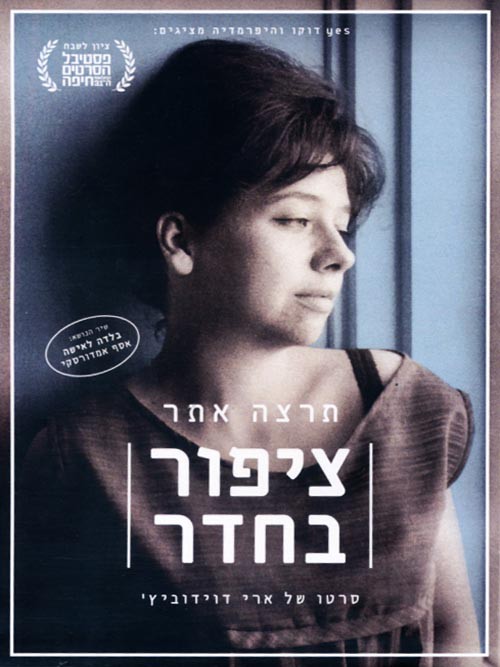 yes דוקו והיפרמדיה מציגים:
ציון לשבח
פסטיבל
הסרטים
חיפה
שיר הנושא:
בלדה לאישה
אסף אמדורסקי
תרצה אתר
ציפור
בחדר
סרטו של ארי דוידוביץ'